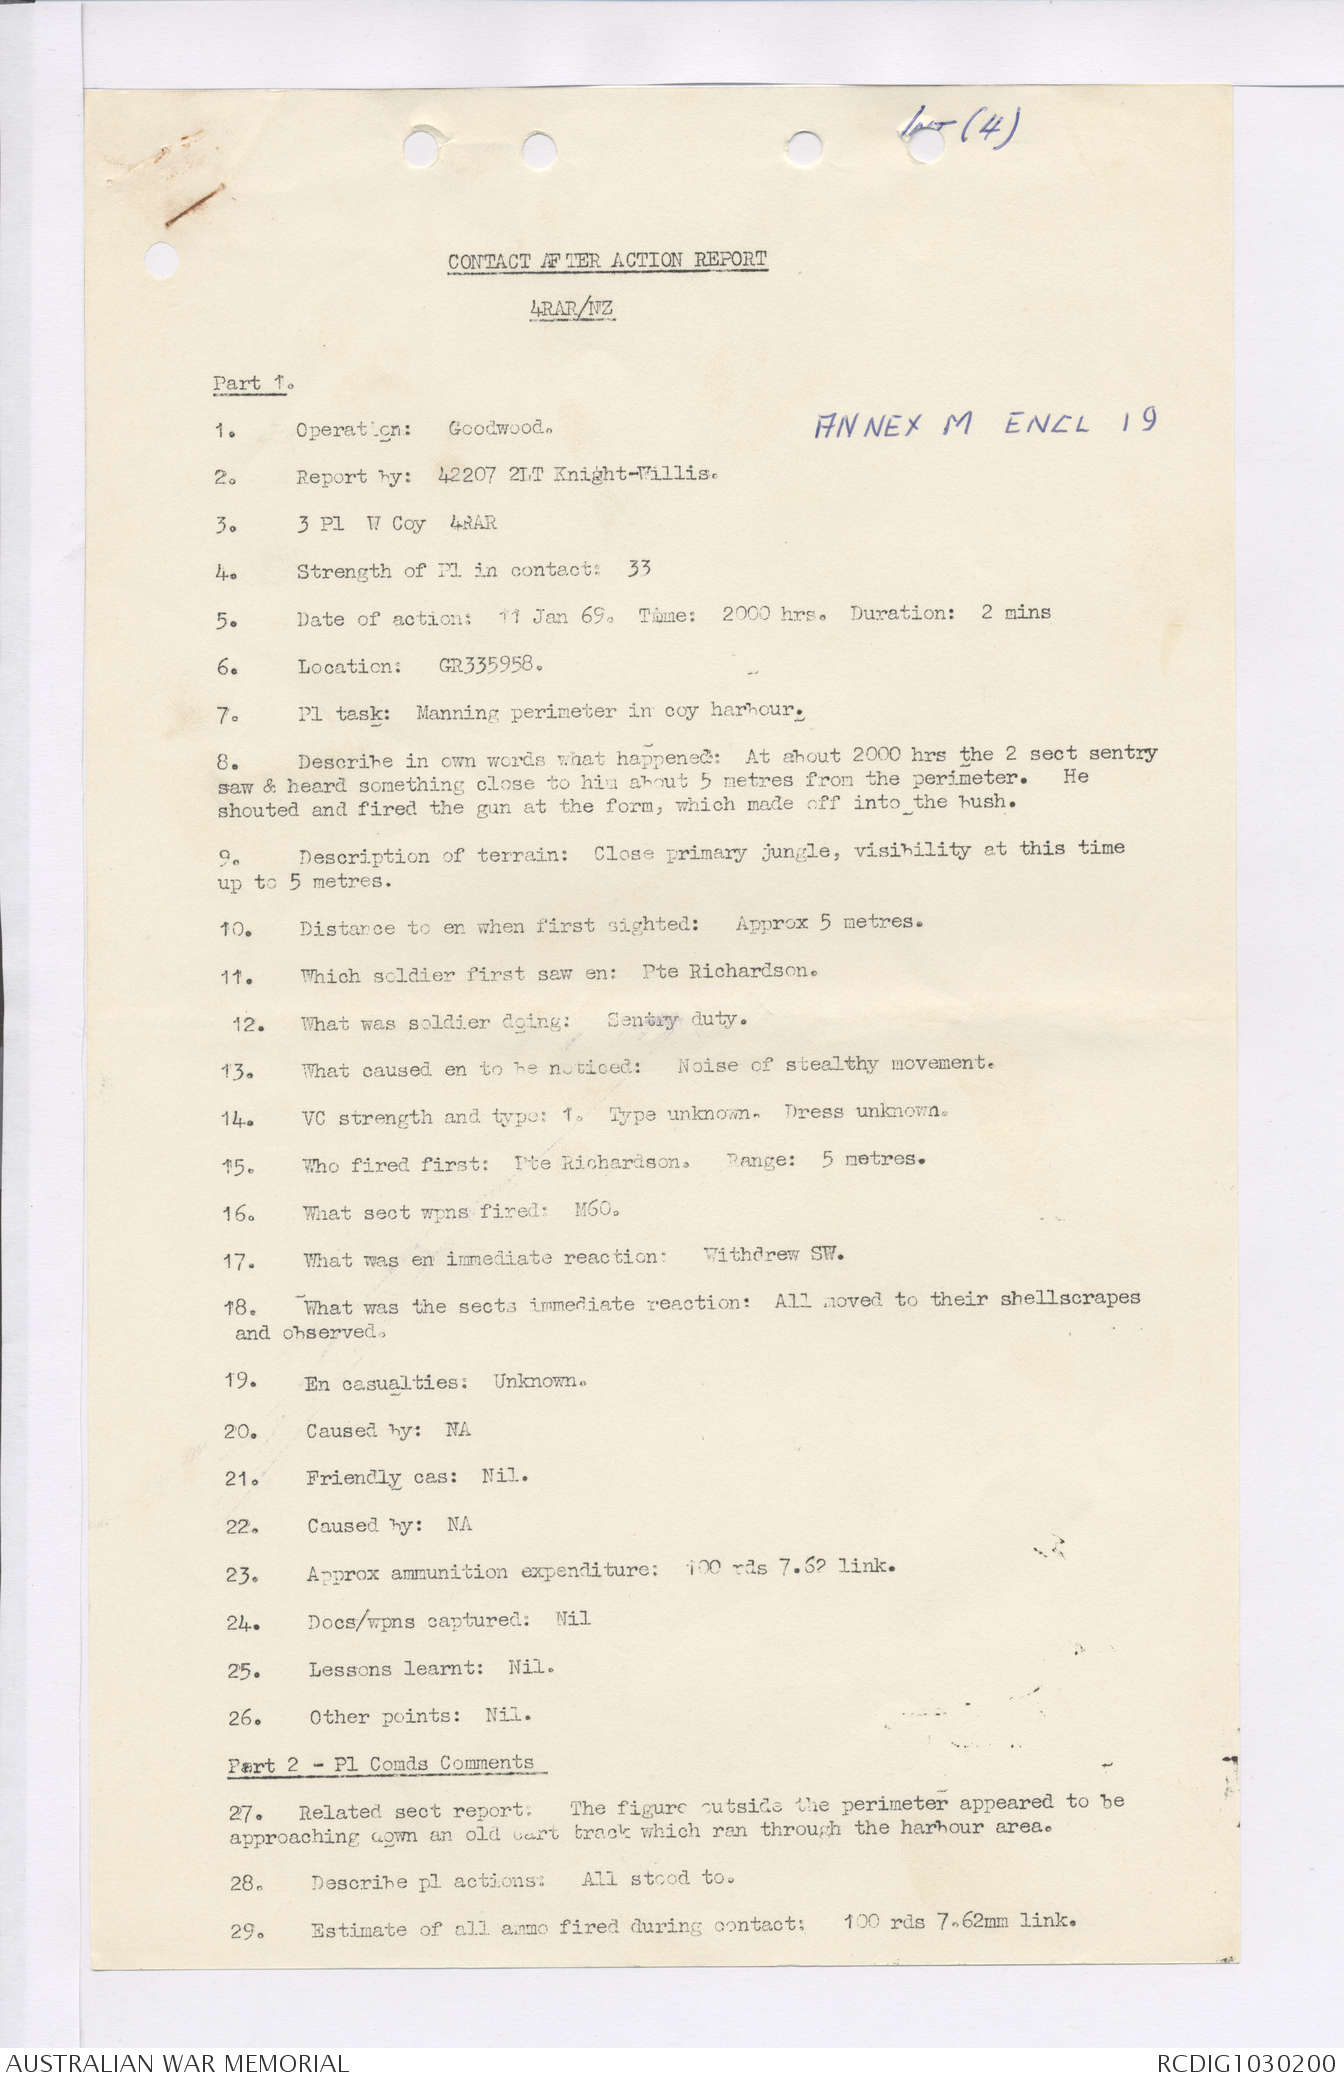 (4)
CONTACT AFTER ACTION REPORT
4RAR/NZ
Part 1.
1. Operation: Goodwood.
ANNEX M ENCL 19
2. Report by: 42207 2LT Knight-Willis.
3. 3 Pl W Coy 4RAR
4. Strength of Pl in contact: 33
5. Date of action: 11 Jan 69. Time: 2000 hrs. Duration: 2 mins
6. Location: GR335958.
7. Pl task: Manning perimeter in coy harbour.
8. Describe in own words what happened: At about 2000 hrs the 2 sect sentry
saw & heard something close to him about 5 metres from the perimeter. He
shouted and fired the gun at the form, which made off into the bush.
9. Description of terrain: Close primary jungle, visibility at this time
up to 5 metres.
10. Distance to en when first sighted: Approx 5 metres.
11. Which soldier first saw en: Pte Richardson.
12. What was soldier doing: Sentry duty.
13. What caused en to be noticed: Noise of stealthy movement.
14. VC strength and type: 1. Type unknown. Dress unknown.
15. Who fired first: Pte Richardson. Range: 5 metres.
16. What sect wpns fired: M60.
17. What was en immediate reaction: Withdrew SW.
18. What was the sects immediate reaction: All moved to their shellscrapes
and observed.
19. En casualties: Unknown.
20. Caused by: NA
21. Friendly cas: Nil.
22. Caused by: NA
23. Approx ammunition expenditure: 100 rds 7.62 link.
24. Docs/wpns captured: Nil
25. Lessons learnt: Nil.
26. Other points: Nil.
Part 2 - Pl Comds Comments
27. Related sect report: The figure outside the perimeter appeared to be
approaching down an old cart track which ran through the harbour area.
28. Describe pl actions: All stood to.
29. Estimate of all ammo fired during contact: 100 rds 7.62mm link.
AUSTRALIAN WAR MEMORIAL
RCDIG1030200